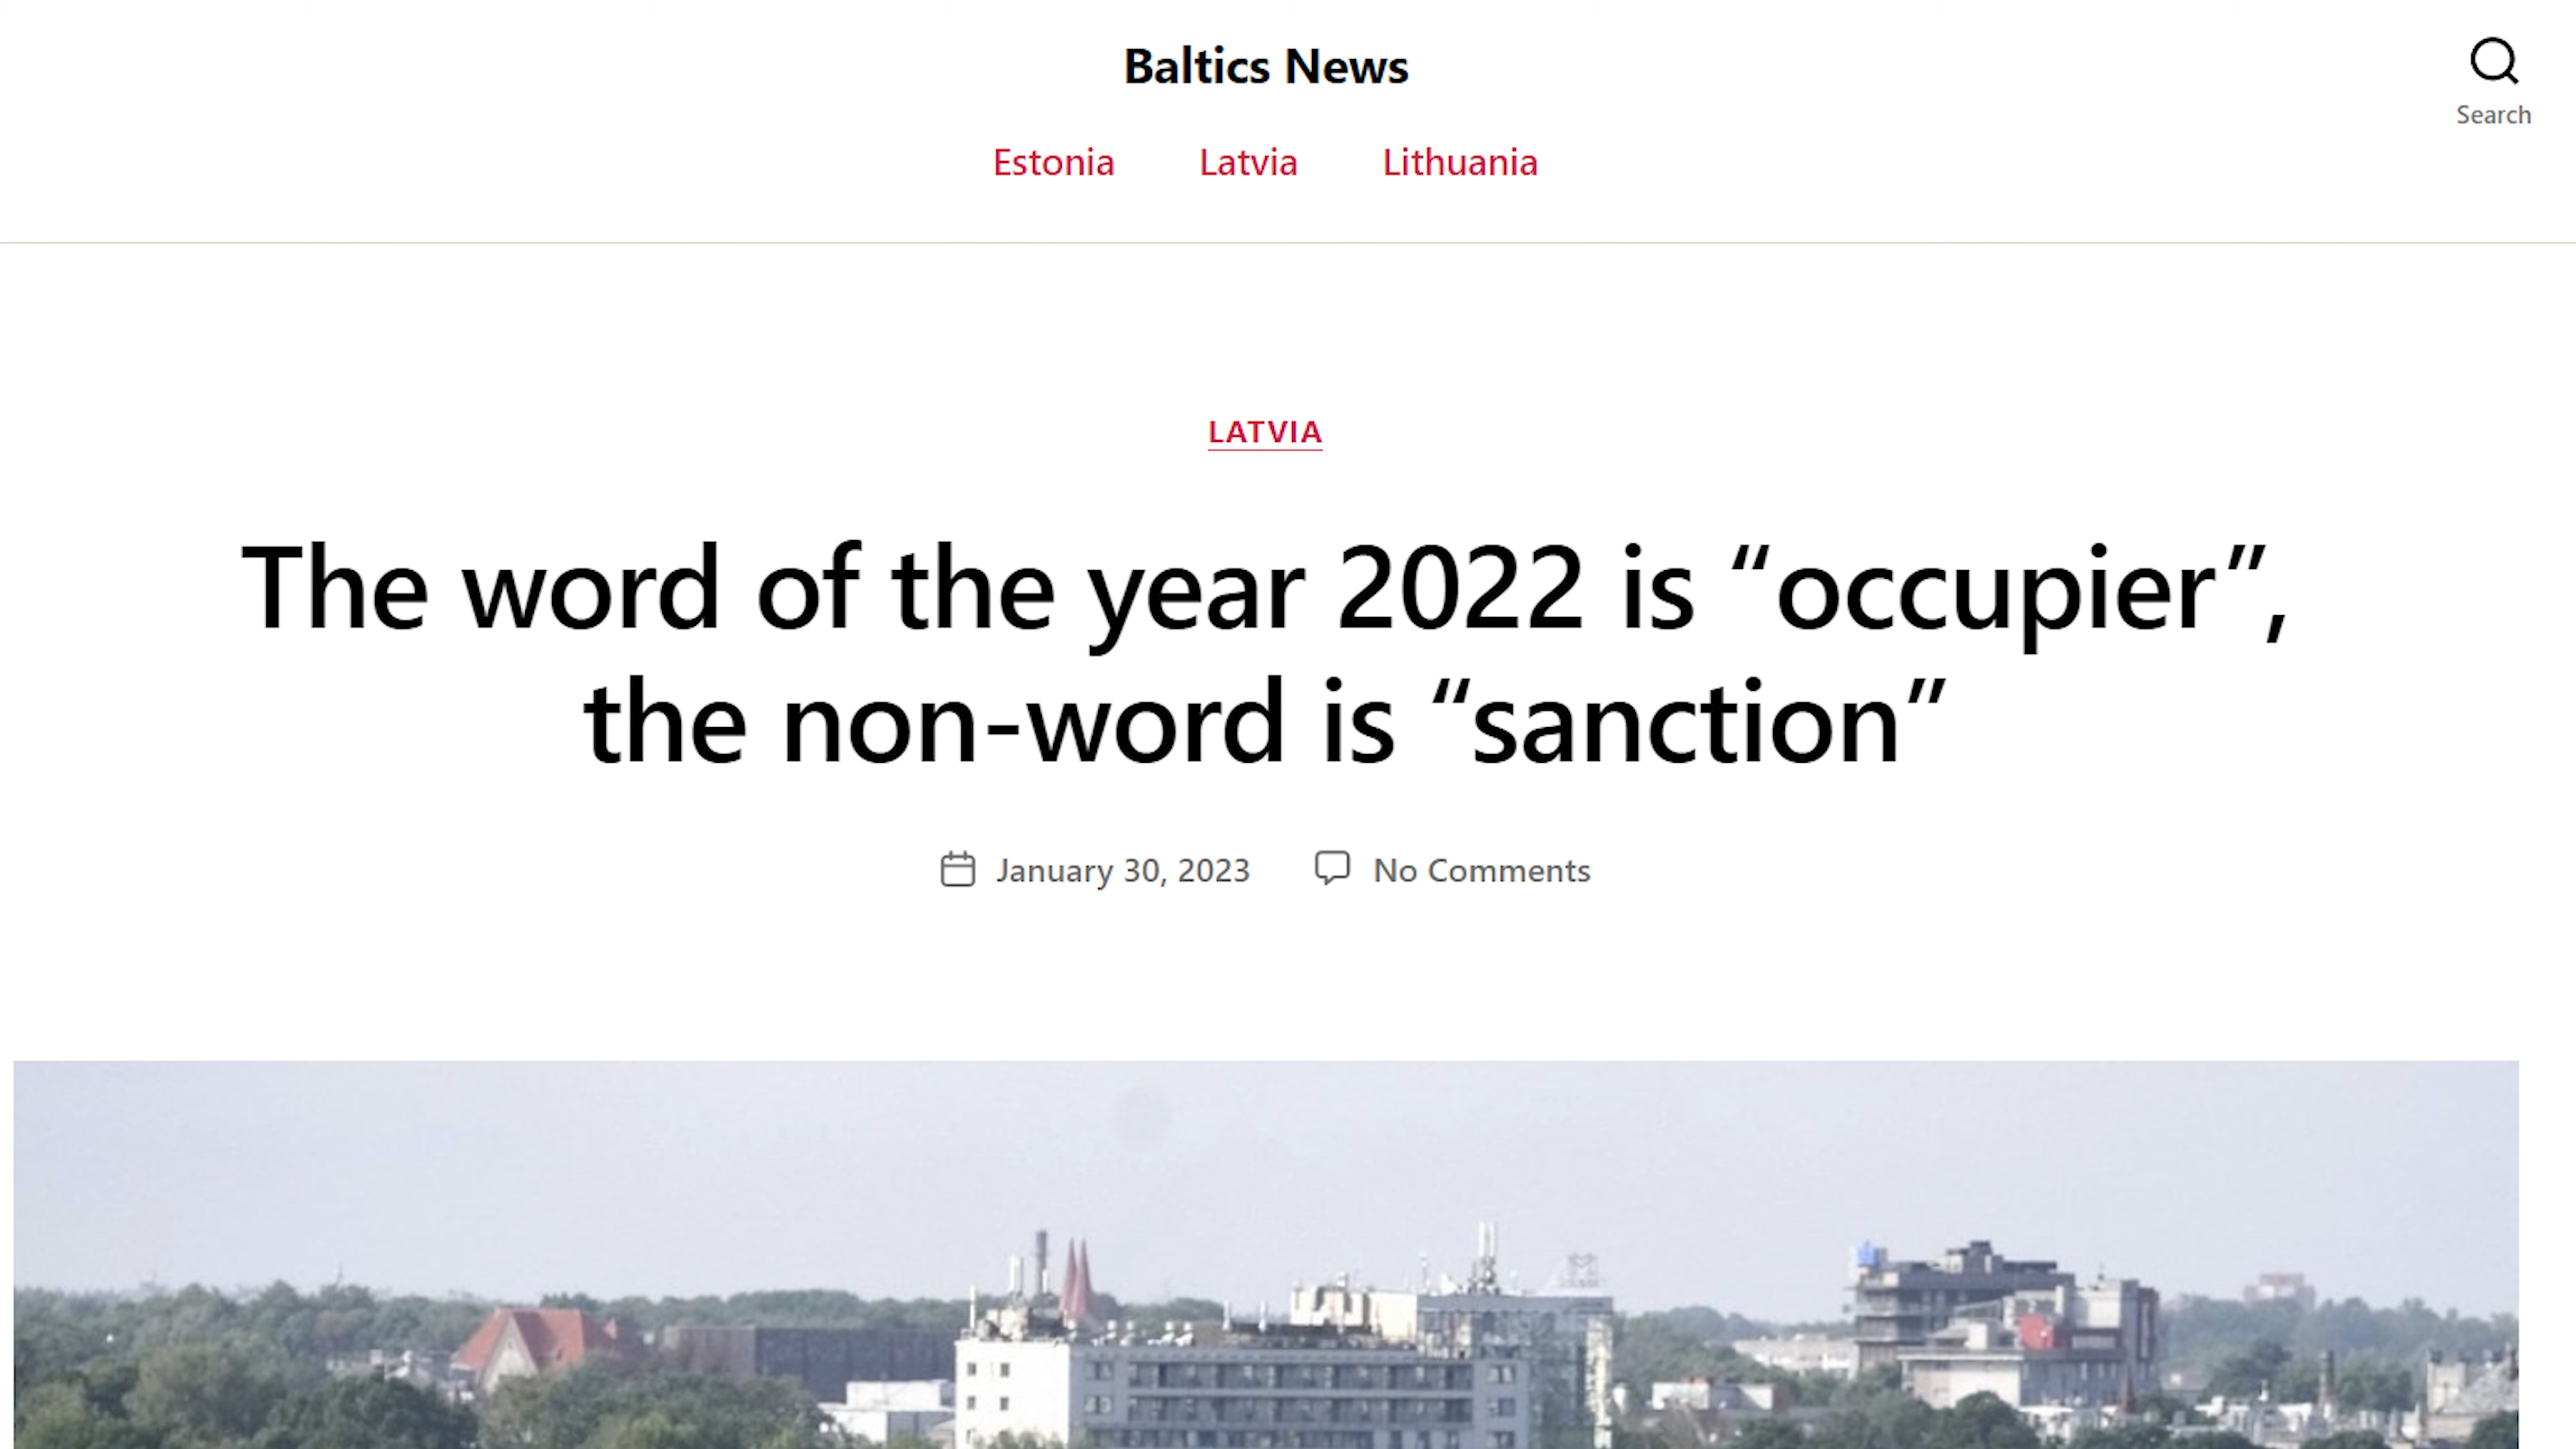 Baltics News
Search
Estonia Latvia Lithuania
LATVIA
The word of the year 2022 is “occupier”,
the non-word is “sanction”
January 30, 2023 No Comments